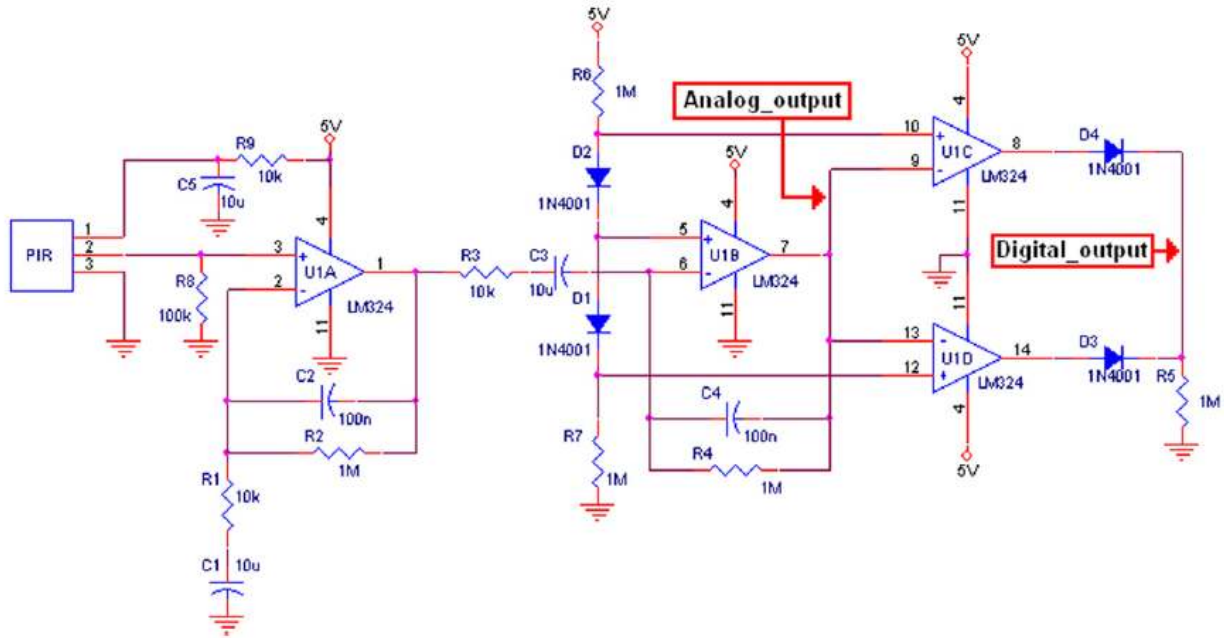 5V
5V
R6
1M
Analog_output
4
10
U1C
8
D4
9
LM324
1N4001
11
5V
R9
10k
D2
5V
C5
10u
1N4001
4
4
PIR
1
2
3
3
U1A
1
2
LM324
11
R8
100k
R3
10k
C3
10u
5
U1B
7
6
LM324
11
D1
1N4001
Digital_output
11
13
U1D
14
12
LM324
4
D3
1N4001
R5
1M
5V
C2
100n
R2
1M
C4
100n
R4
1M
R7
1M
R1
10k
C1
10u